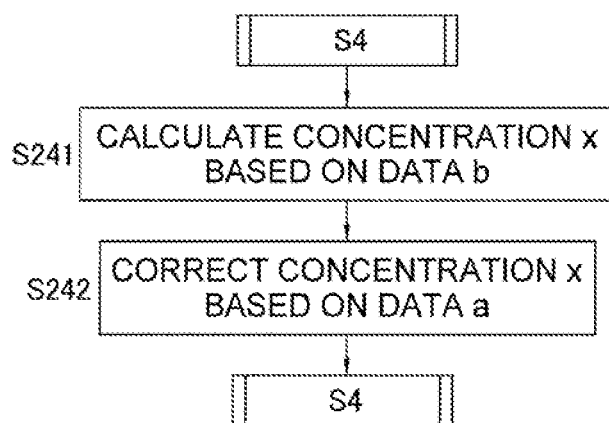 S4
S241
CALCULATE CONCENTRATION x
BASED ON DATA b
S242
CORRECT CONCENTRATION x
BASED ON DATA a
S4